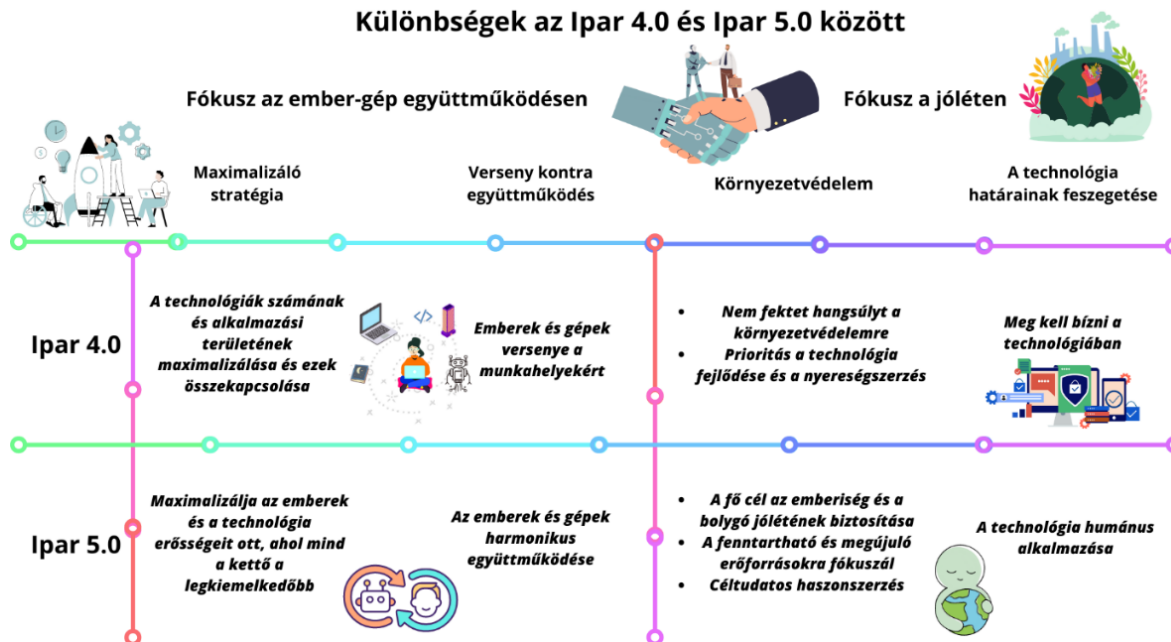 Különbségek az Ipar 4.0 és Ipar 5.0 között
Fókusz az ember-gép együttműködésen
Fókusz a jóléten
Maximalizáló
stratégia
Verseny kontra
együttműködés
Környezetvédelem
A technológia
határainak feszegetése
Ipar 4.0
A technológiák számának
és alkalmazási
területének
maximalizálása és ezek
összekapcsolása
Emberek és gépek
versenye a
munkahelyekért
• Nem fektet hangsúlyt a
környezetvédelemre
• Prioritás a technológia
fejlődése és a nyereségszerzés
Meg kell bízni a
technológiában
Ipar 5.0
Maximalizálja az emberek
és a technológia
erősségeit ott, ahol mind
a kettő a
legkiemelkedőbb
Az emberek és gépek
harmonikus
együttműködése
• A fő cél az emberiség és a
bolygó jólétének biztosítása
• A fenntartható és megújuló
erőforrásokra fókuszál
• Céltudatos haszonszerzés
A technológia humánus
alkalmazása